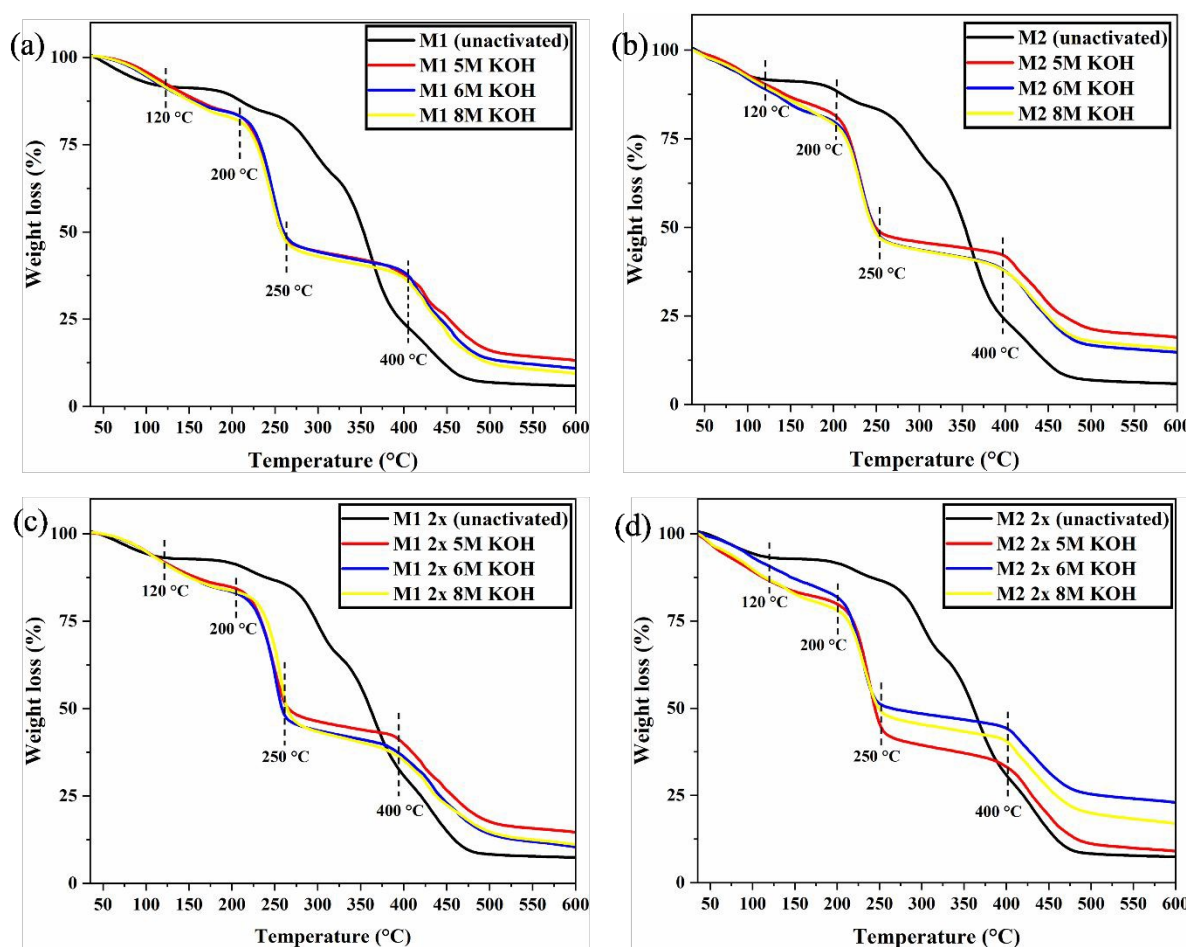 (a)
M1 (unactivated)
M1 5M KOH
M1 6M KOH
M1 8M KOH
100
75
50
25
0
Weight loss (%)
120 °C
200 °C
250 °C
400 °C
50 100 150 200 250 300 350 400 450 500 550 600
Temperature (°C)
(b)
M2 (unactivated)
M2 5M KOH
M2 6M KOH
M2 8M KOH
100
75
50
25
0
Weight loss (%)
120 °C
200 °C
250 °C
400 °C
50 100 150 200 250 300 350 400 450 500 550 600
Temperature (°C)
(c)
M1 2x (unactivated)
M1 2x 5M KOH
M1 2x 6M KOH
M1 2x 8M KOH
100
75
50
25
0
Weight loss (%)
120 °C
200 °C
250 °C
400 °C
50 100 150 200 250 300 350 400 450 500 550 600
Temperature (°C)
(d)
M2 2x (unactivated)
M2 2x 5M KOH
M2 2x 6M KOH
M2 2x 8M KOH
100
75
50
25
0
Weight loss (%)
120 °C
200 °C
250 °C
400 °C
50 100 150 200 250 300 350 400 450 500 550 600
Temperature (°C)